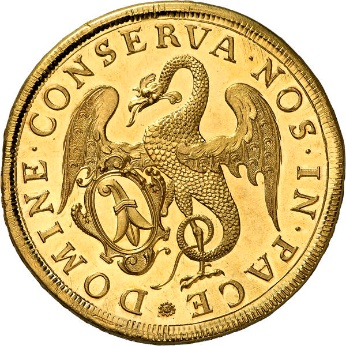 DOMINE · CONSERVA · NOS · IN · PACE